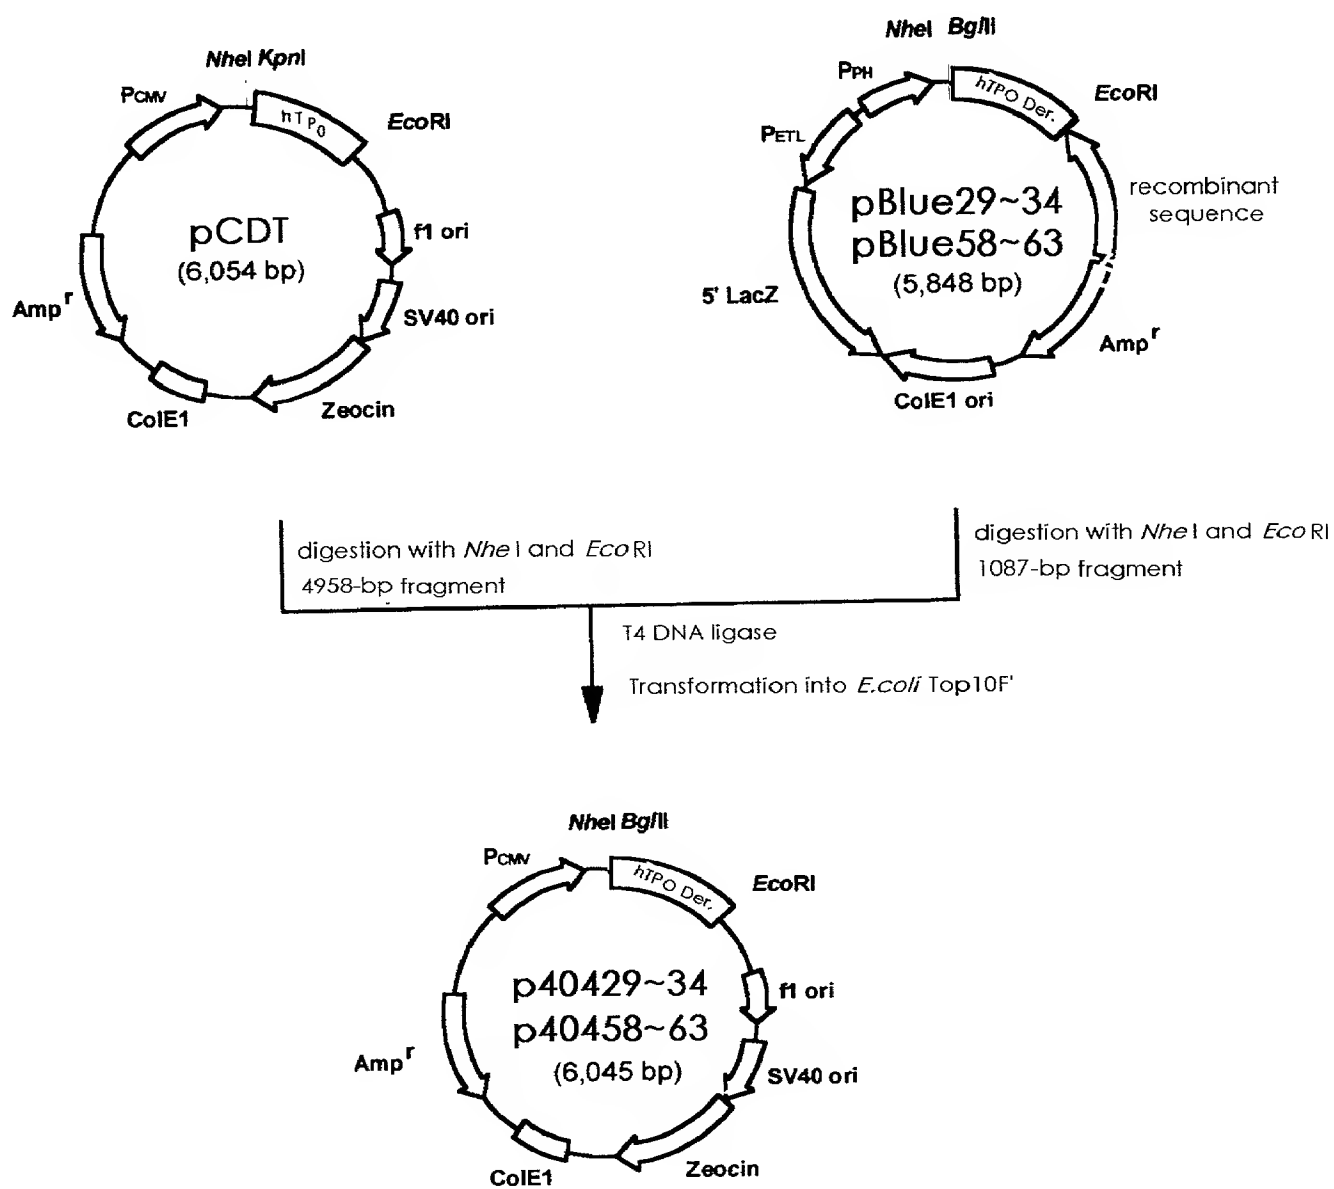 NheI KpnI
PCMV
hTPO
EcoRI
pCDT
(6,054 bp)
f1 ori
SV40 ori
Amp r
ColE1
Zeocin
NheI BglII
PPH
hTPO Der.
EcoRI
PETL
pBlue29~34
pBlue58~63
(5,848 bp)
recombinant
sequence
5' LacZ
Amp r
ColE1 ori
digestion with NheI and EcoRI
4958-bp fragment
digestion with NheI and EcoRI
1087-bp fragment
T4 DNA ligase
Transformation into E.coli Top10F'
NheI BglII
PCMV
hTPO Der.
EcoRI
p40429~34
p40458~63
(6,045 bp)
f1 ori
Amp r
SV40 ori
ColE1
Zeocin